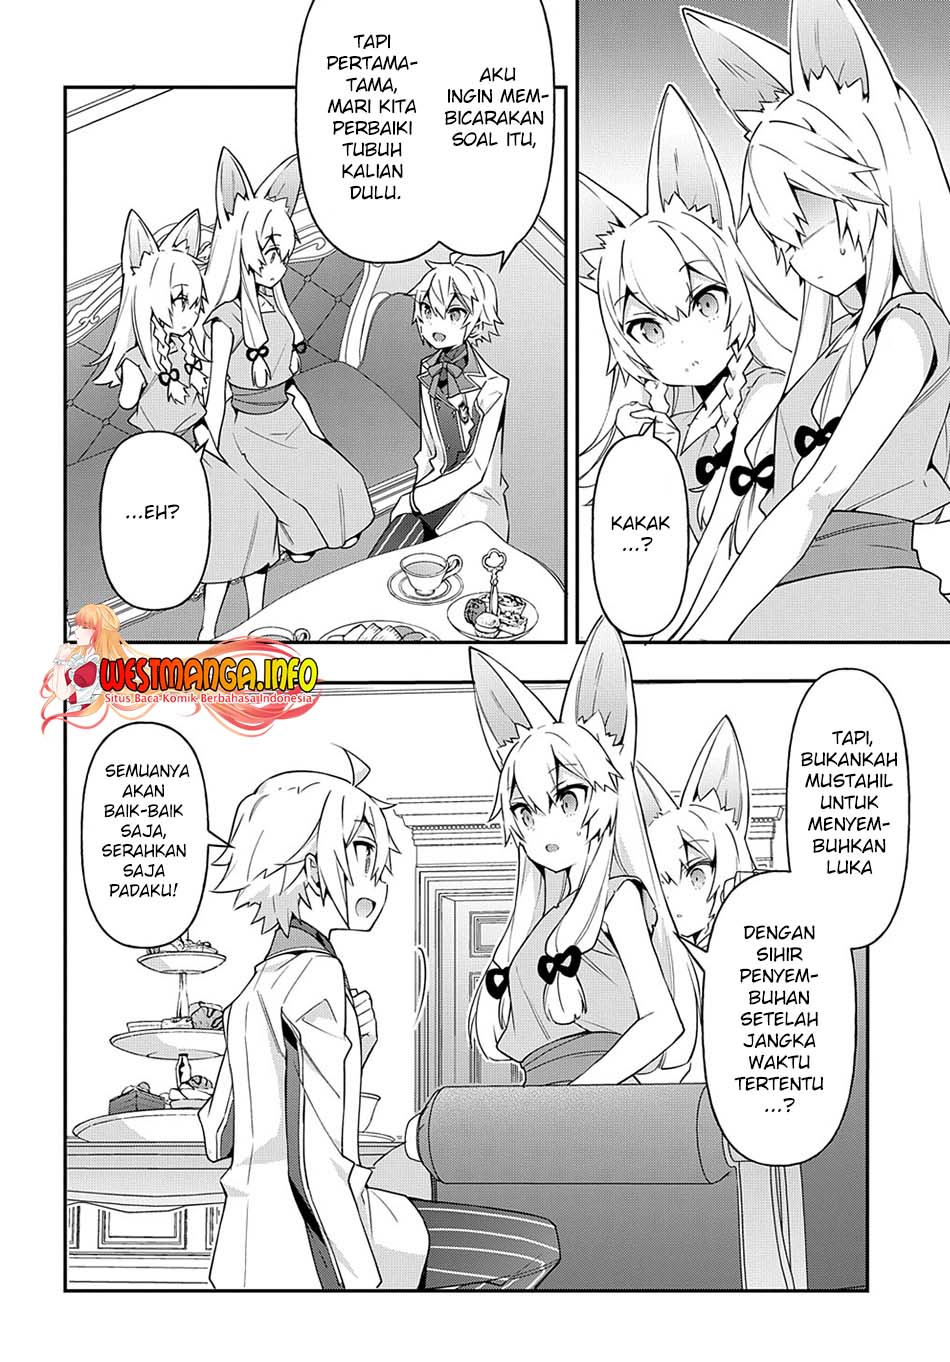 KAKAK
...?
AKU
INGIN MEM-
BICARAKAN
SOAL ITU,
TAPI
PERTAMA-
TAMA,
MARI KITA
PERBAIKI
TUBUH
KALIAN
DULU.
...EH?
WESTMANGA.INFO
Situs Baca Komik Berbahasa Indonesia
TAPI,
BUKANKAH
MUSTAHIL
UNTUK
MENYEM-
BUHKAN
LUKA
DENGAN
SIHIR
PENYEM-
BUHAN
SETELAH
JANGKA
WAKTU
TERTENTU
...?
SEMUANYA
AKAN
BAIK-BAIK
SAJA,
SERAHKAN
SAJA
PADAKU!